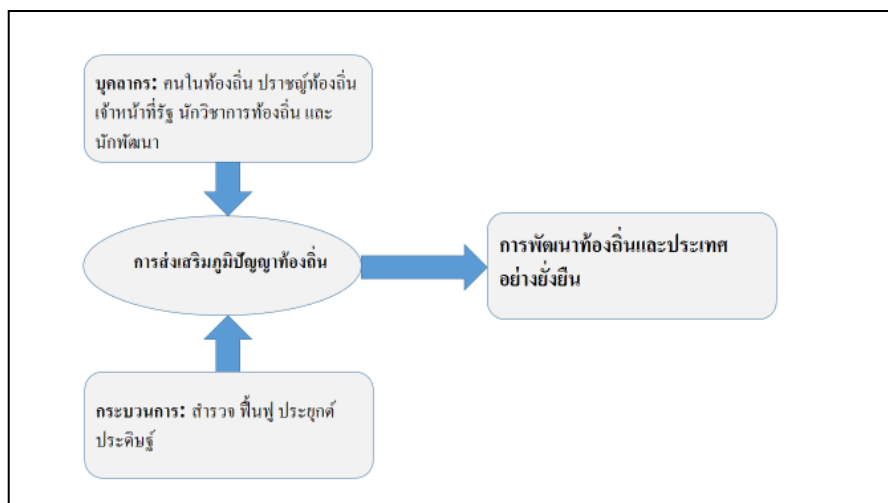 บุคลากร: คนในท้องถิ่น ปราชญ์ท้องถิ่น
เจ้าหน้าที่รัฐ นักวิชาการท้องถิ่น และ
นักพัฒนา
การส่งเสริมภูมิปัญญาท้องถิ่น
การพัฒนาท้องถิ่นและประเทศ
อย่างยั่งยืน
กระบวนการ: สำรวจ ฟื้นฟู ประยุกต์
ประดิษฐ์